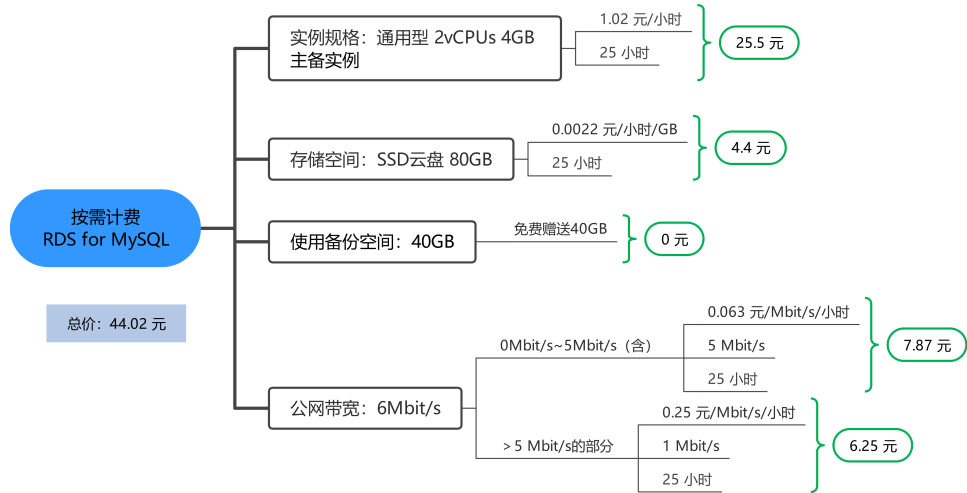 按需计费
RDS for MySQL
总价：44.02 元
实例规格：通用型 2vCPUs 4GB
主备实例
1.02 元/小时
25 小时
25.5 元
存储空间：SSD云盘 80GB
0.0022 元/小时/GB
25 小时
4.4 元
使用备份空间：40GB
免费赠送40GB
0 元
公网带宽：6Mbit/s
0Mbit/s~5Mbit/s（含）
0.063 元/Mbit/s/小时
5 Mbit/s
25 小时
7.87 元
＞5 Mbit/s的部分
0.25 元/Mbit/s/小时
1 Mbit/s
25 小时
6.25 元